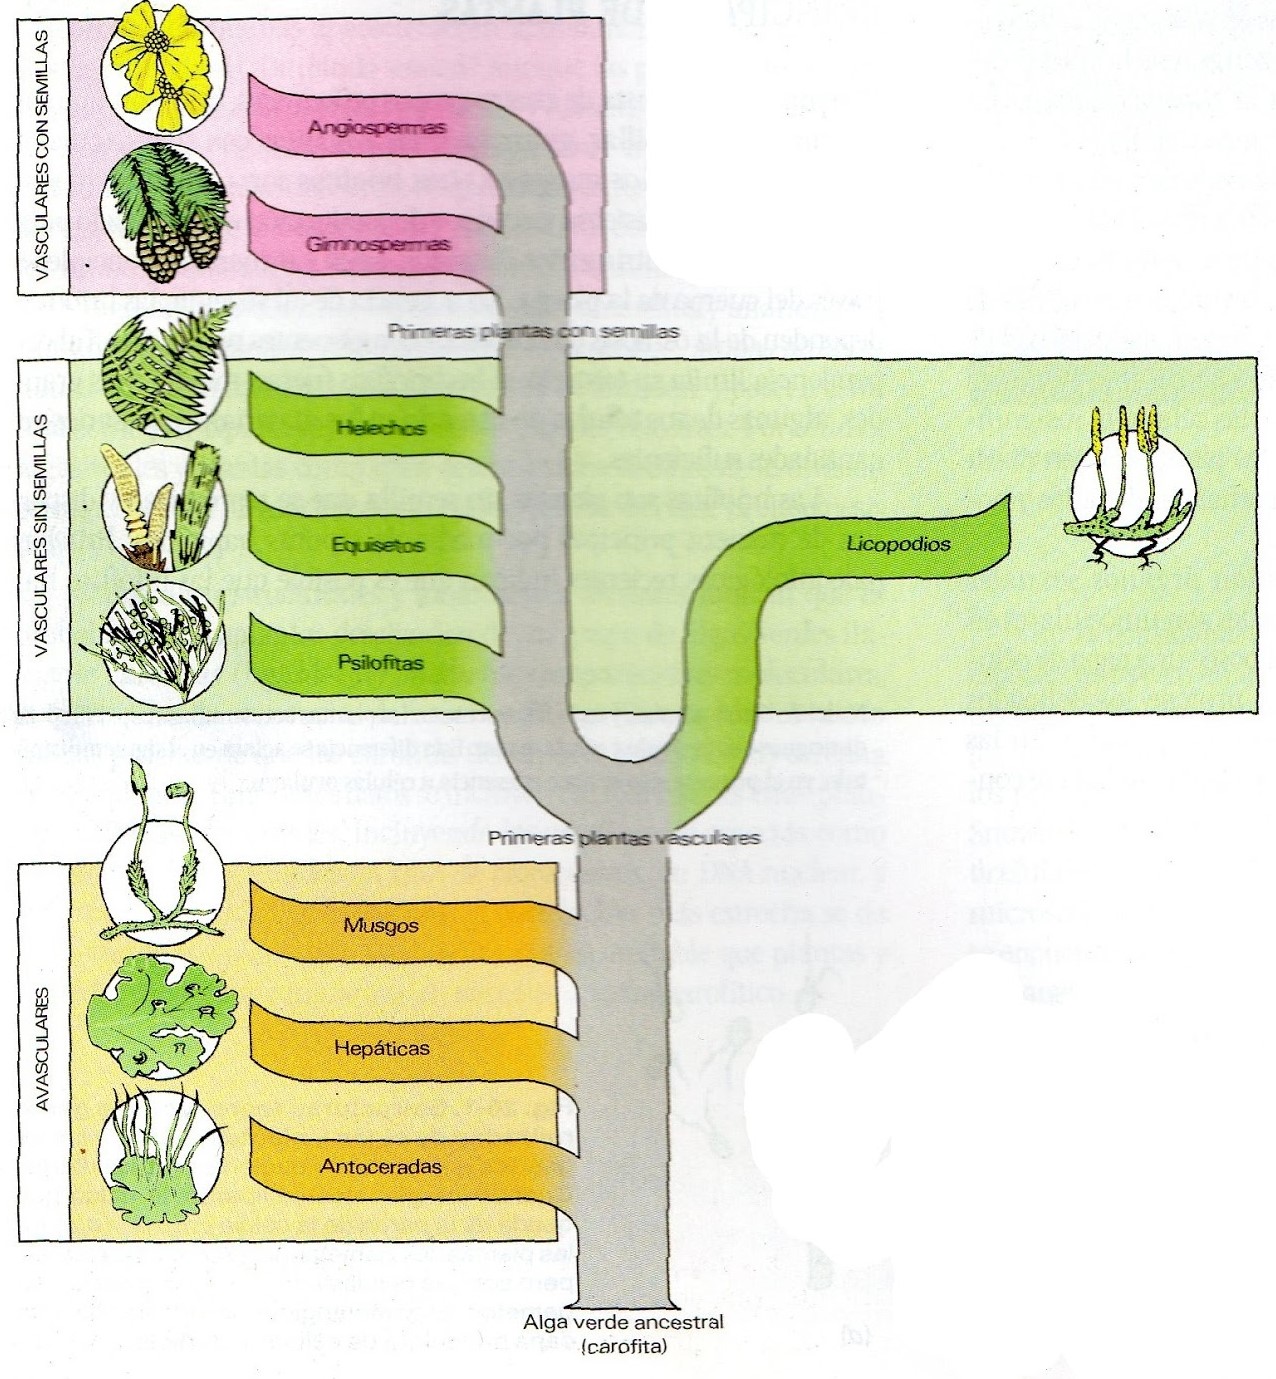 VASCULARES CON SEMILLAS
Angiospermas
Gimnospermas
Primeras plantas con semillas
VASCULARES SIN SEMILLAS
Helechos
Equisetos
Psilofitas
Licopodios
Primeras plantas vasculares
AVASCULARES
Musgos
Hepáticas
Antoceradas
Alga verde ancestral
(carofita)